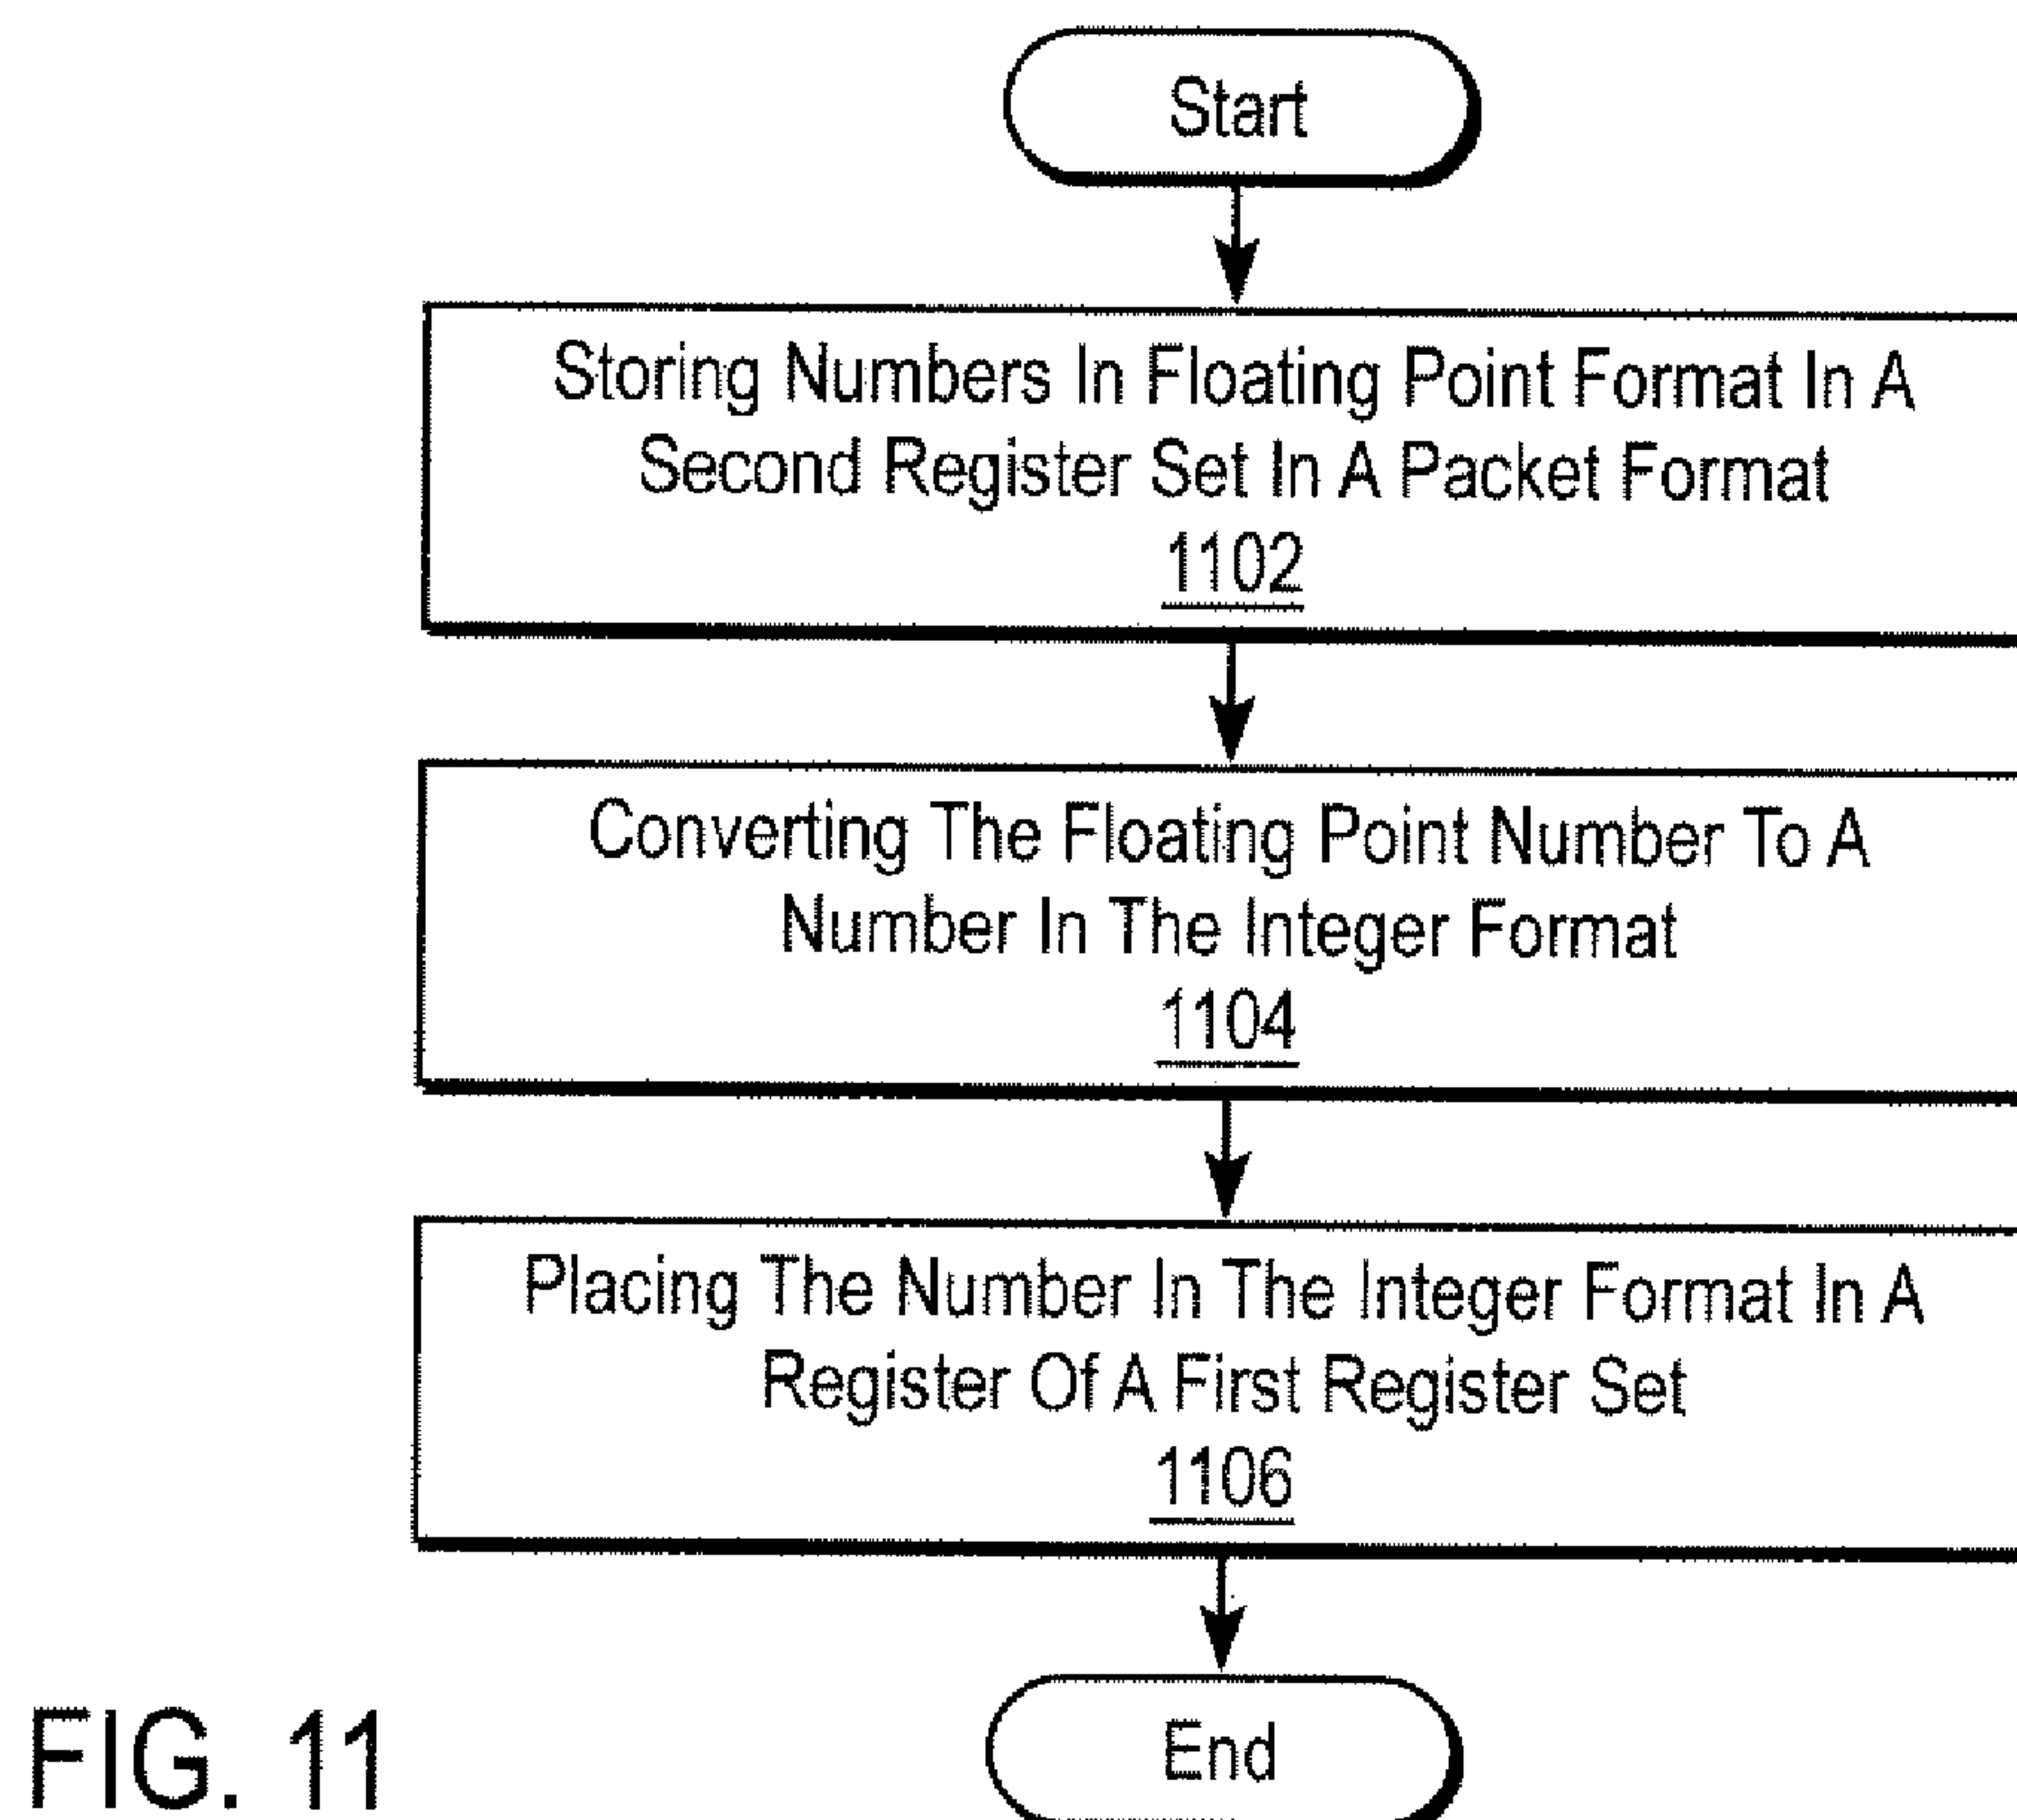 Start
Storing Numbers In Floating Point Format In A
Second Register Set In A Packet Format
1102
Converting The Floating Point Number To A
Number In The Integer Format
1104
Placing The Number In The Integer Format In A
Register Of A First Register Set
1106
End
FIG. 11